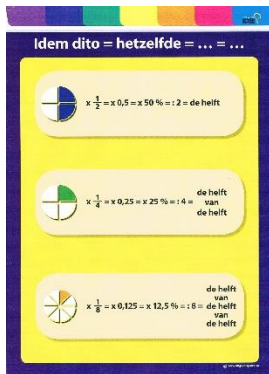 Idem dito = hetzelfde = ... = ...
x 1/2 = x 0,5 = x 50 % = : 2 = de helft
x 1/4 = x 0,25 = x 25 % = : 4 = de helft
van
de helft
x 1/8 = x 0,125 = x 12,5 % = : 8 = de helft
van
de helft
van
de helft